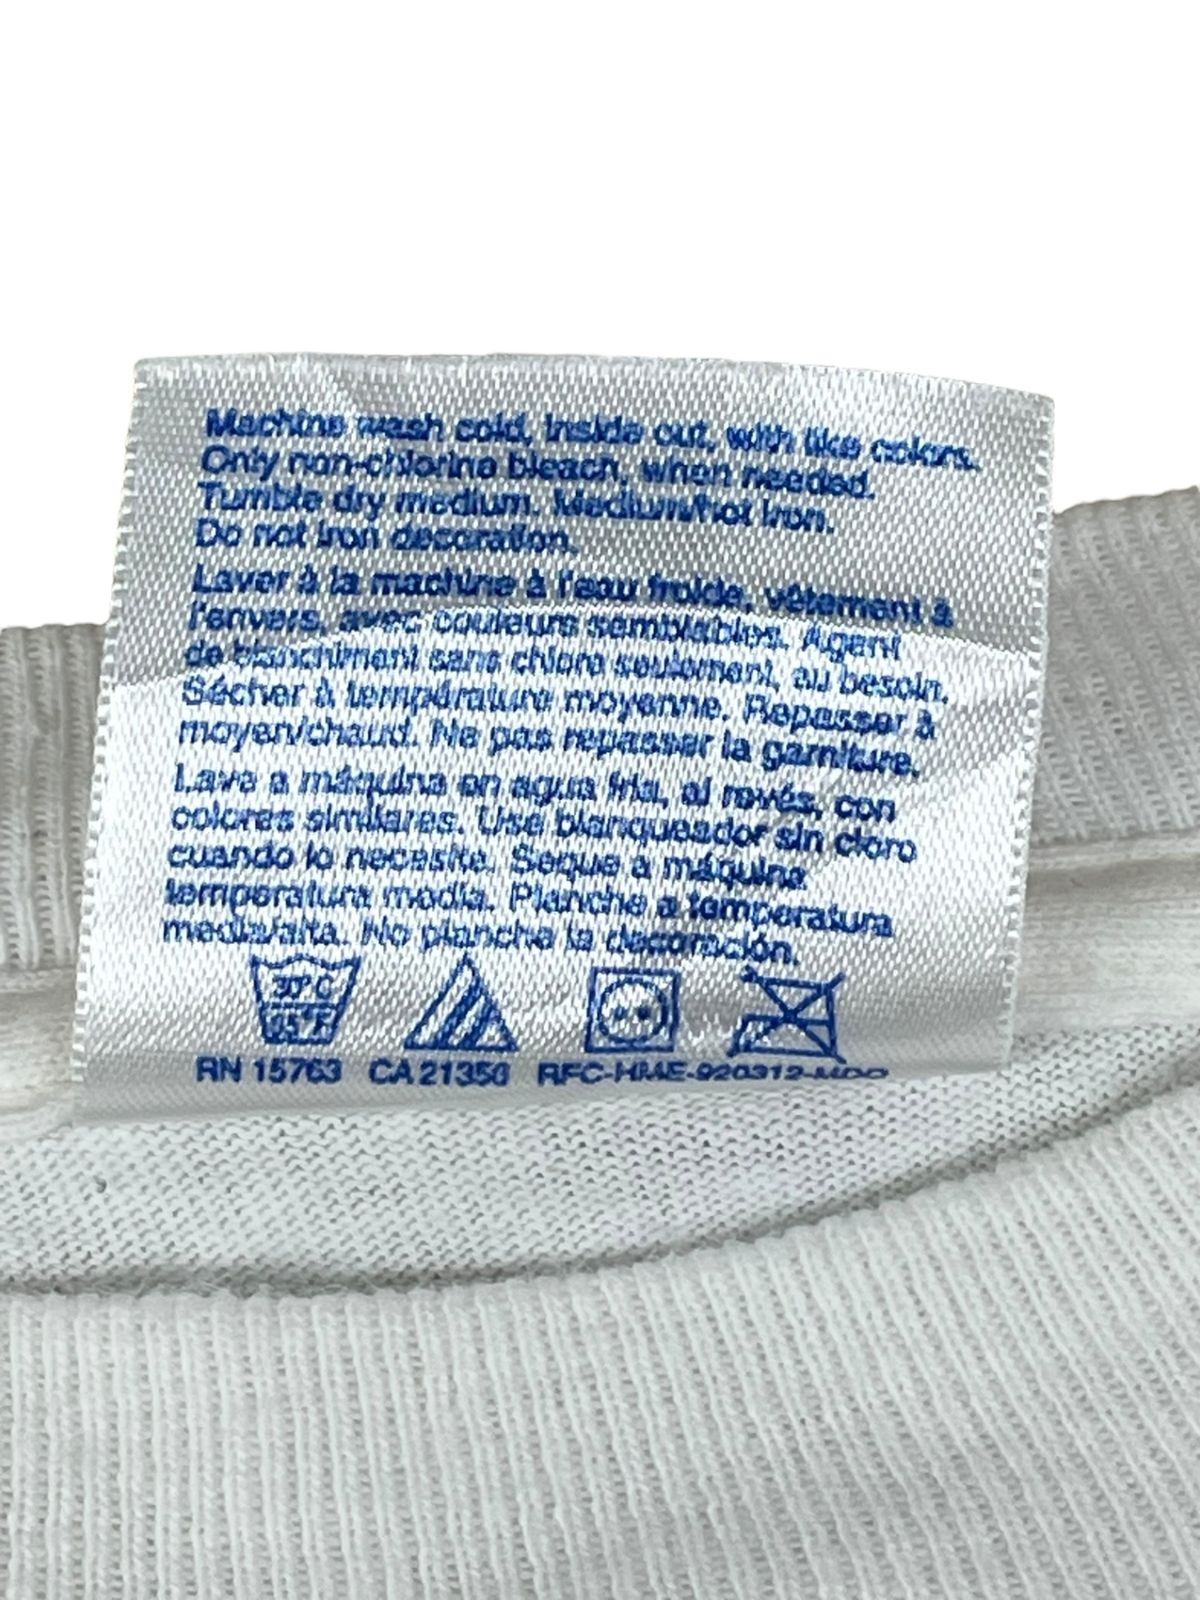 Machine wash cold, inside out, with like colors.
Only non-chlorine bleach, when needed.
Tumble dry medium. Medium/hot iron.
Do not iron decoration.
Laver à la machine à l'eau froide, vêtement à
l'envers, avec couleurs semblables. Agent
de blanchiment sans chlore seulement, au besoin.
Sécher à température moyenne. Repasser à
moyen/chaud. Ne pas repasser la garniture.
Lave a máquina en agua fría, al revés, con
colores similares. Use blanqueador sin cloro
cuando lo necesite. Seque a máquina
temperatura media. Planche a temperatura
media/alta. No planche la decoración.
30°C
85°F
RN 15763 CA 21350 RFC-HME-920312-MDO